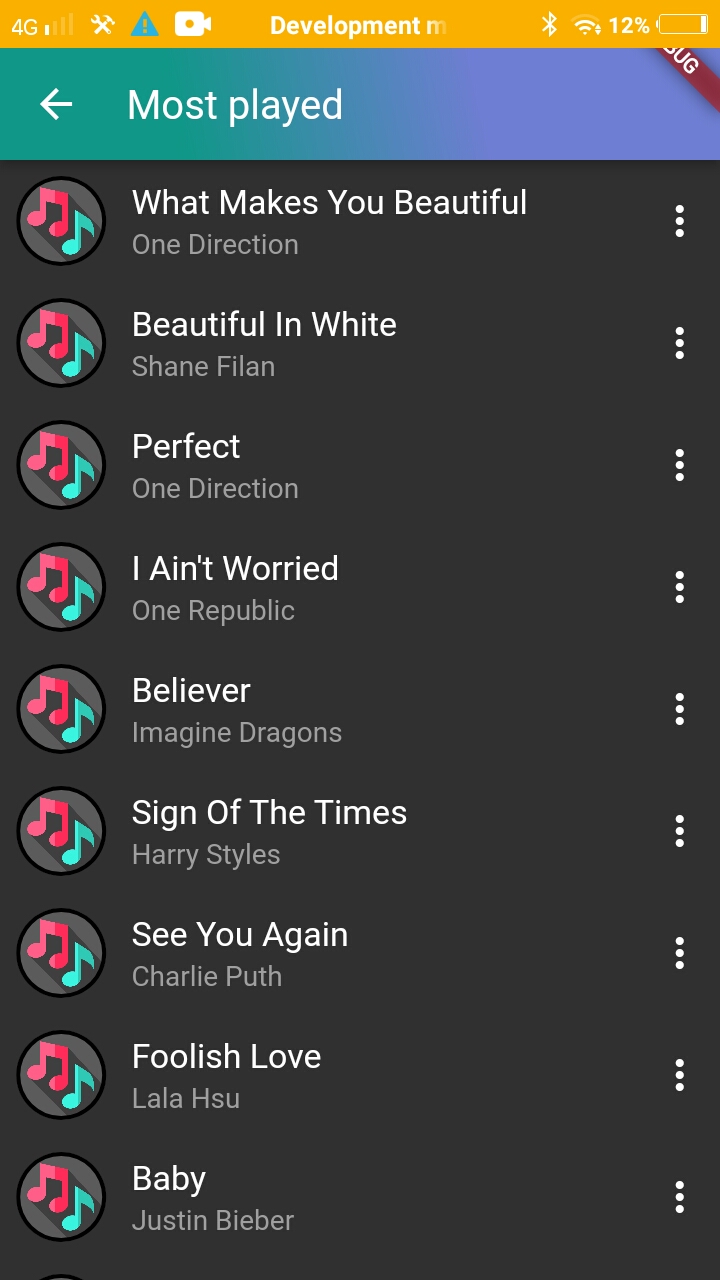 4G Development m 12%
Most played
What Makes You Beautiful
One Direction
Beautiful In White
Shane Filan
Perfect
One Direction
I Ain't Worried
One Republic
Believer
Imagine Dragons
Sign Of The Times
Harry Styles
See You Again
Charlie Puth
Foolish Love
Lala Hsu
Baby
Justin Bieber